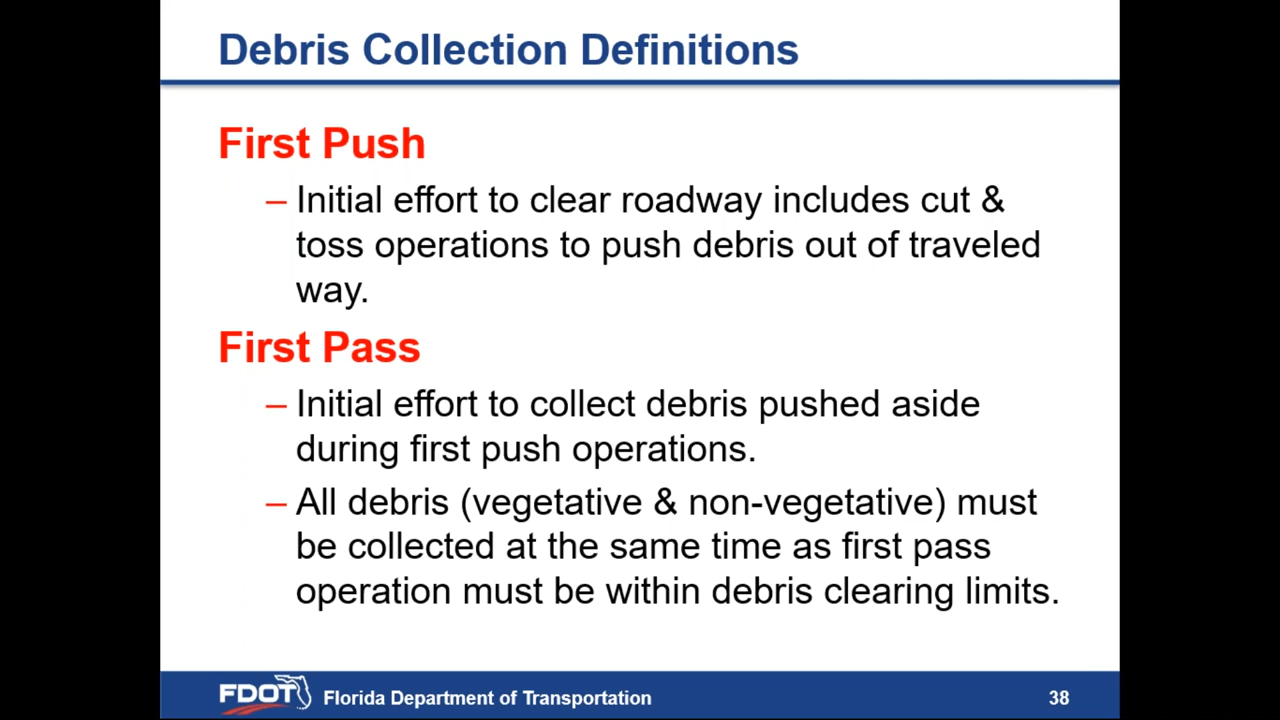 Debris Collection Definitions
First Push
– Initial effort to clear roadway includes cut &
toss operations to push debris out of traveled
way.
First Pass
– Initial effort to collect debris pushed aside
during first push operations.
– All debris (vegetative & non-vegetative) must
be collected at the same time as first pass
operation must be within debris clearing limits.
FDOT Florida Department of Transportation 38